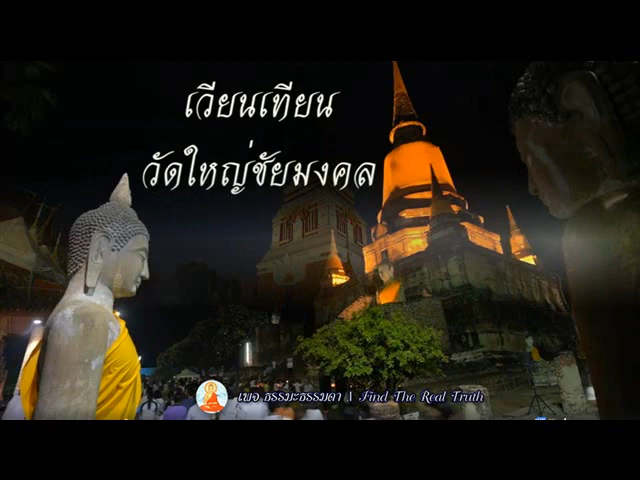 เวียนเทียน
วัดใหญ่ชัยมงคล
เพจ ธรรมะธรรมดา | Find The Real Truth